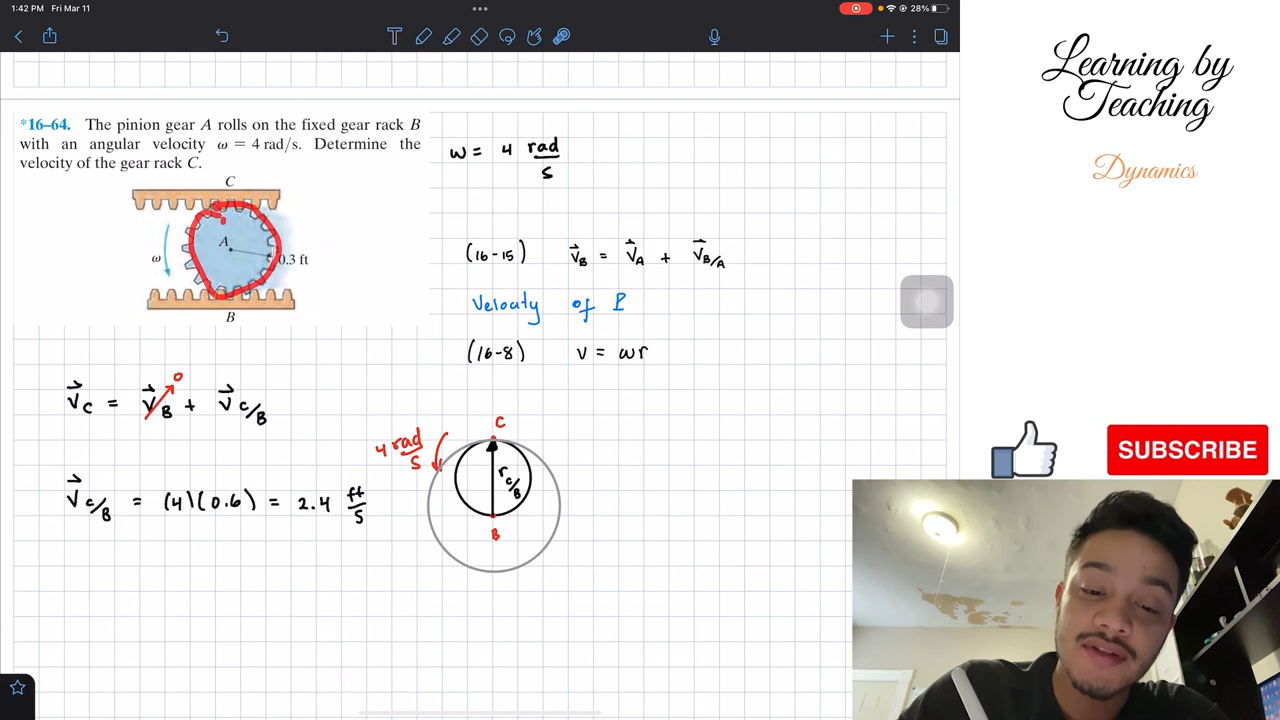 1:42 PM Fri Mar 11
28%
Learning by
Teaching
Dynamics
*16–64. The pinion gear A rolls on the fixed gear rack B
with an angular velocity ω = 4 rad/s. Determine the
velocity of the gear rack C.
C
A
ω
0.3 ft
B
ω = 4 rad/s
(16-15) v⃗B = v⃗A + v⃗B/A
Velocity of P
(16-8) v = ωr
v⃗C = v⃗B 0 + v⃗C/B
4 rad/s
C
rC/B
B
v⃗C/B = (4)(0.6) = 2.4 ft/s
SUBSCRIBE